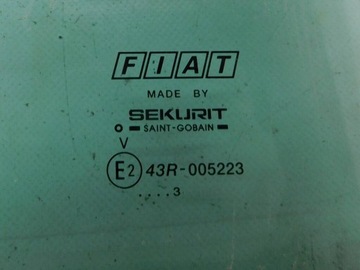 FIAT
MADE BY
SEKURIT
SAINT-GOBAIN
V
E2 43R-005223
....3